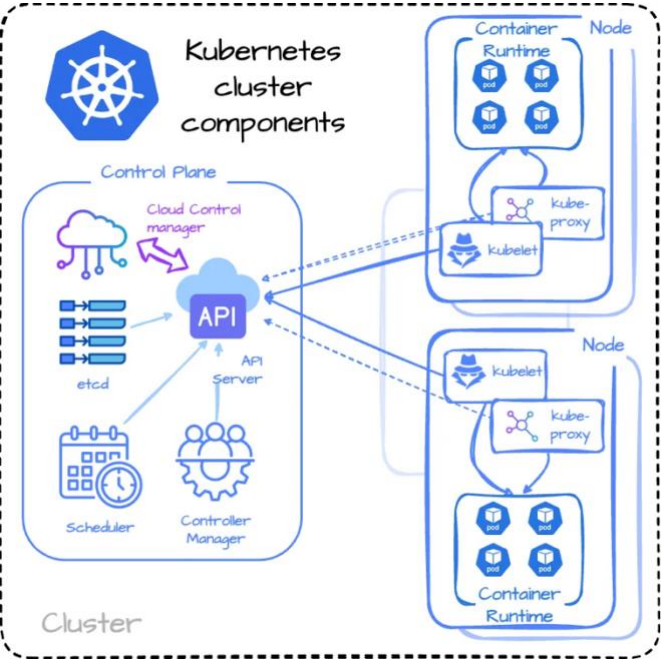 Kubernetes
cluster
components
Control Plane
Cloud Control
manager
API
etcd
API
Server
Scheduler
Controller
Manager
Cluster
Node
Container
Runtime
pod
pod
pod
pod
kube-
proxy
kubelet
Node
kubelet
kube-
proxy
pod
pod
pod
pod
Container
Runtime